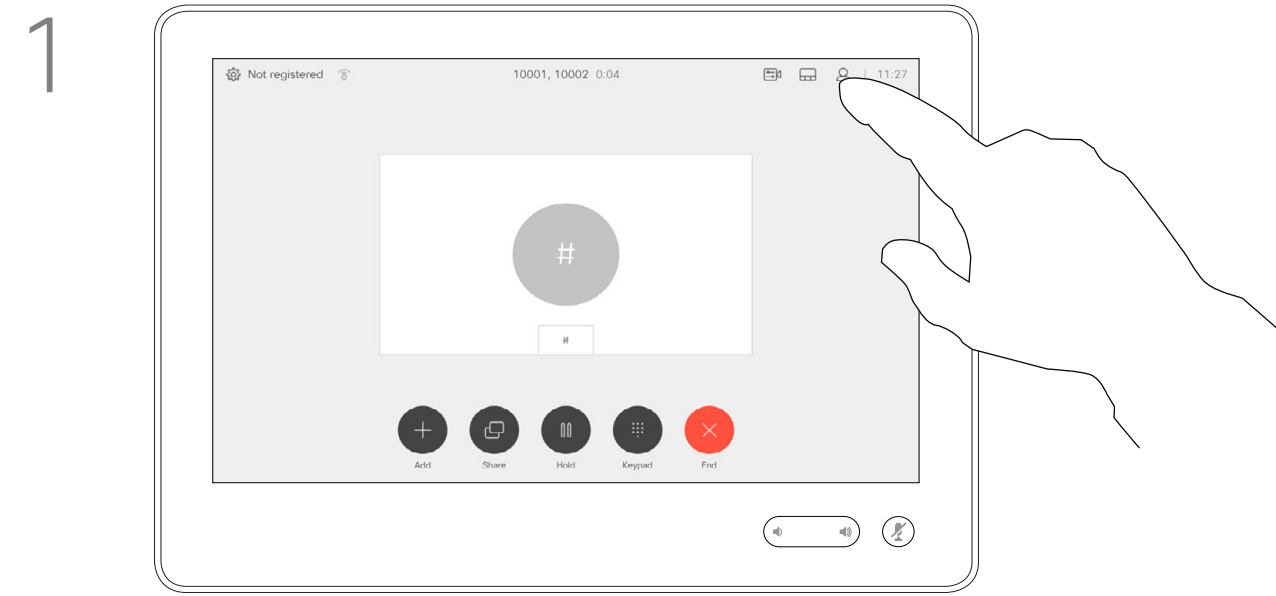 1
Not registered
10001, 10002 0:04
11:27
#
#
Add
Share
Hold
Keypad
End